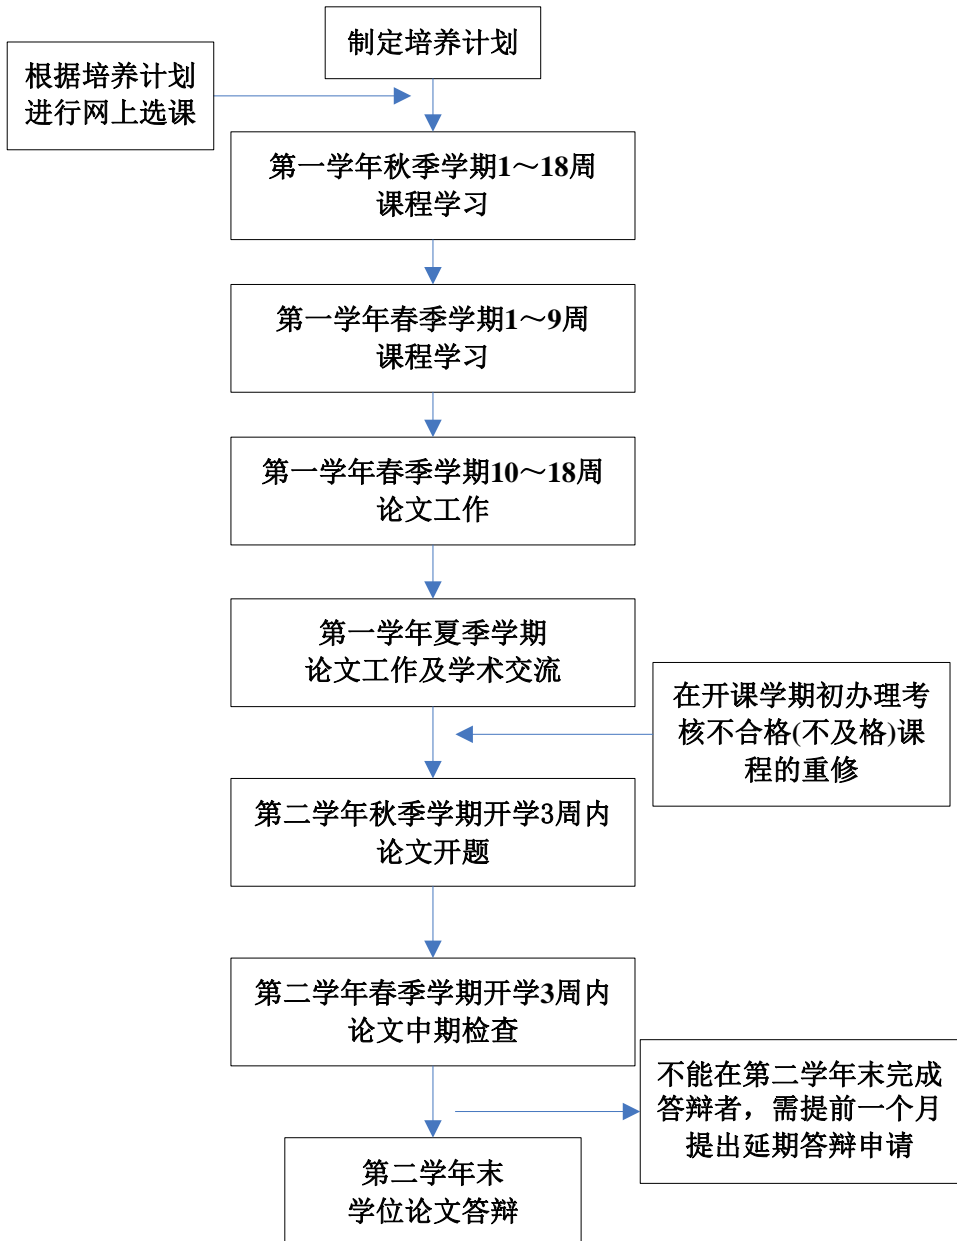 制定培养计划
根据培养计划
进行网上选课
第一学年秋季学期1～18周
课程学习
第一学年春季学期1～9周
课程学习
第一学年春季学期10～18周
论文工作
第一学年夏季学期
论文工作及学术交流
在开课学期初办理考
核不合格(不及格)课
程的重修
第二学年秋季学期开学3周内
论文开题
第二学年春季学期开学3周内
论文中期检查
不能在第二学年末完成
答辩者，需提前一个月
提出延期答辩申请
第二学年末
学位论文答辩